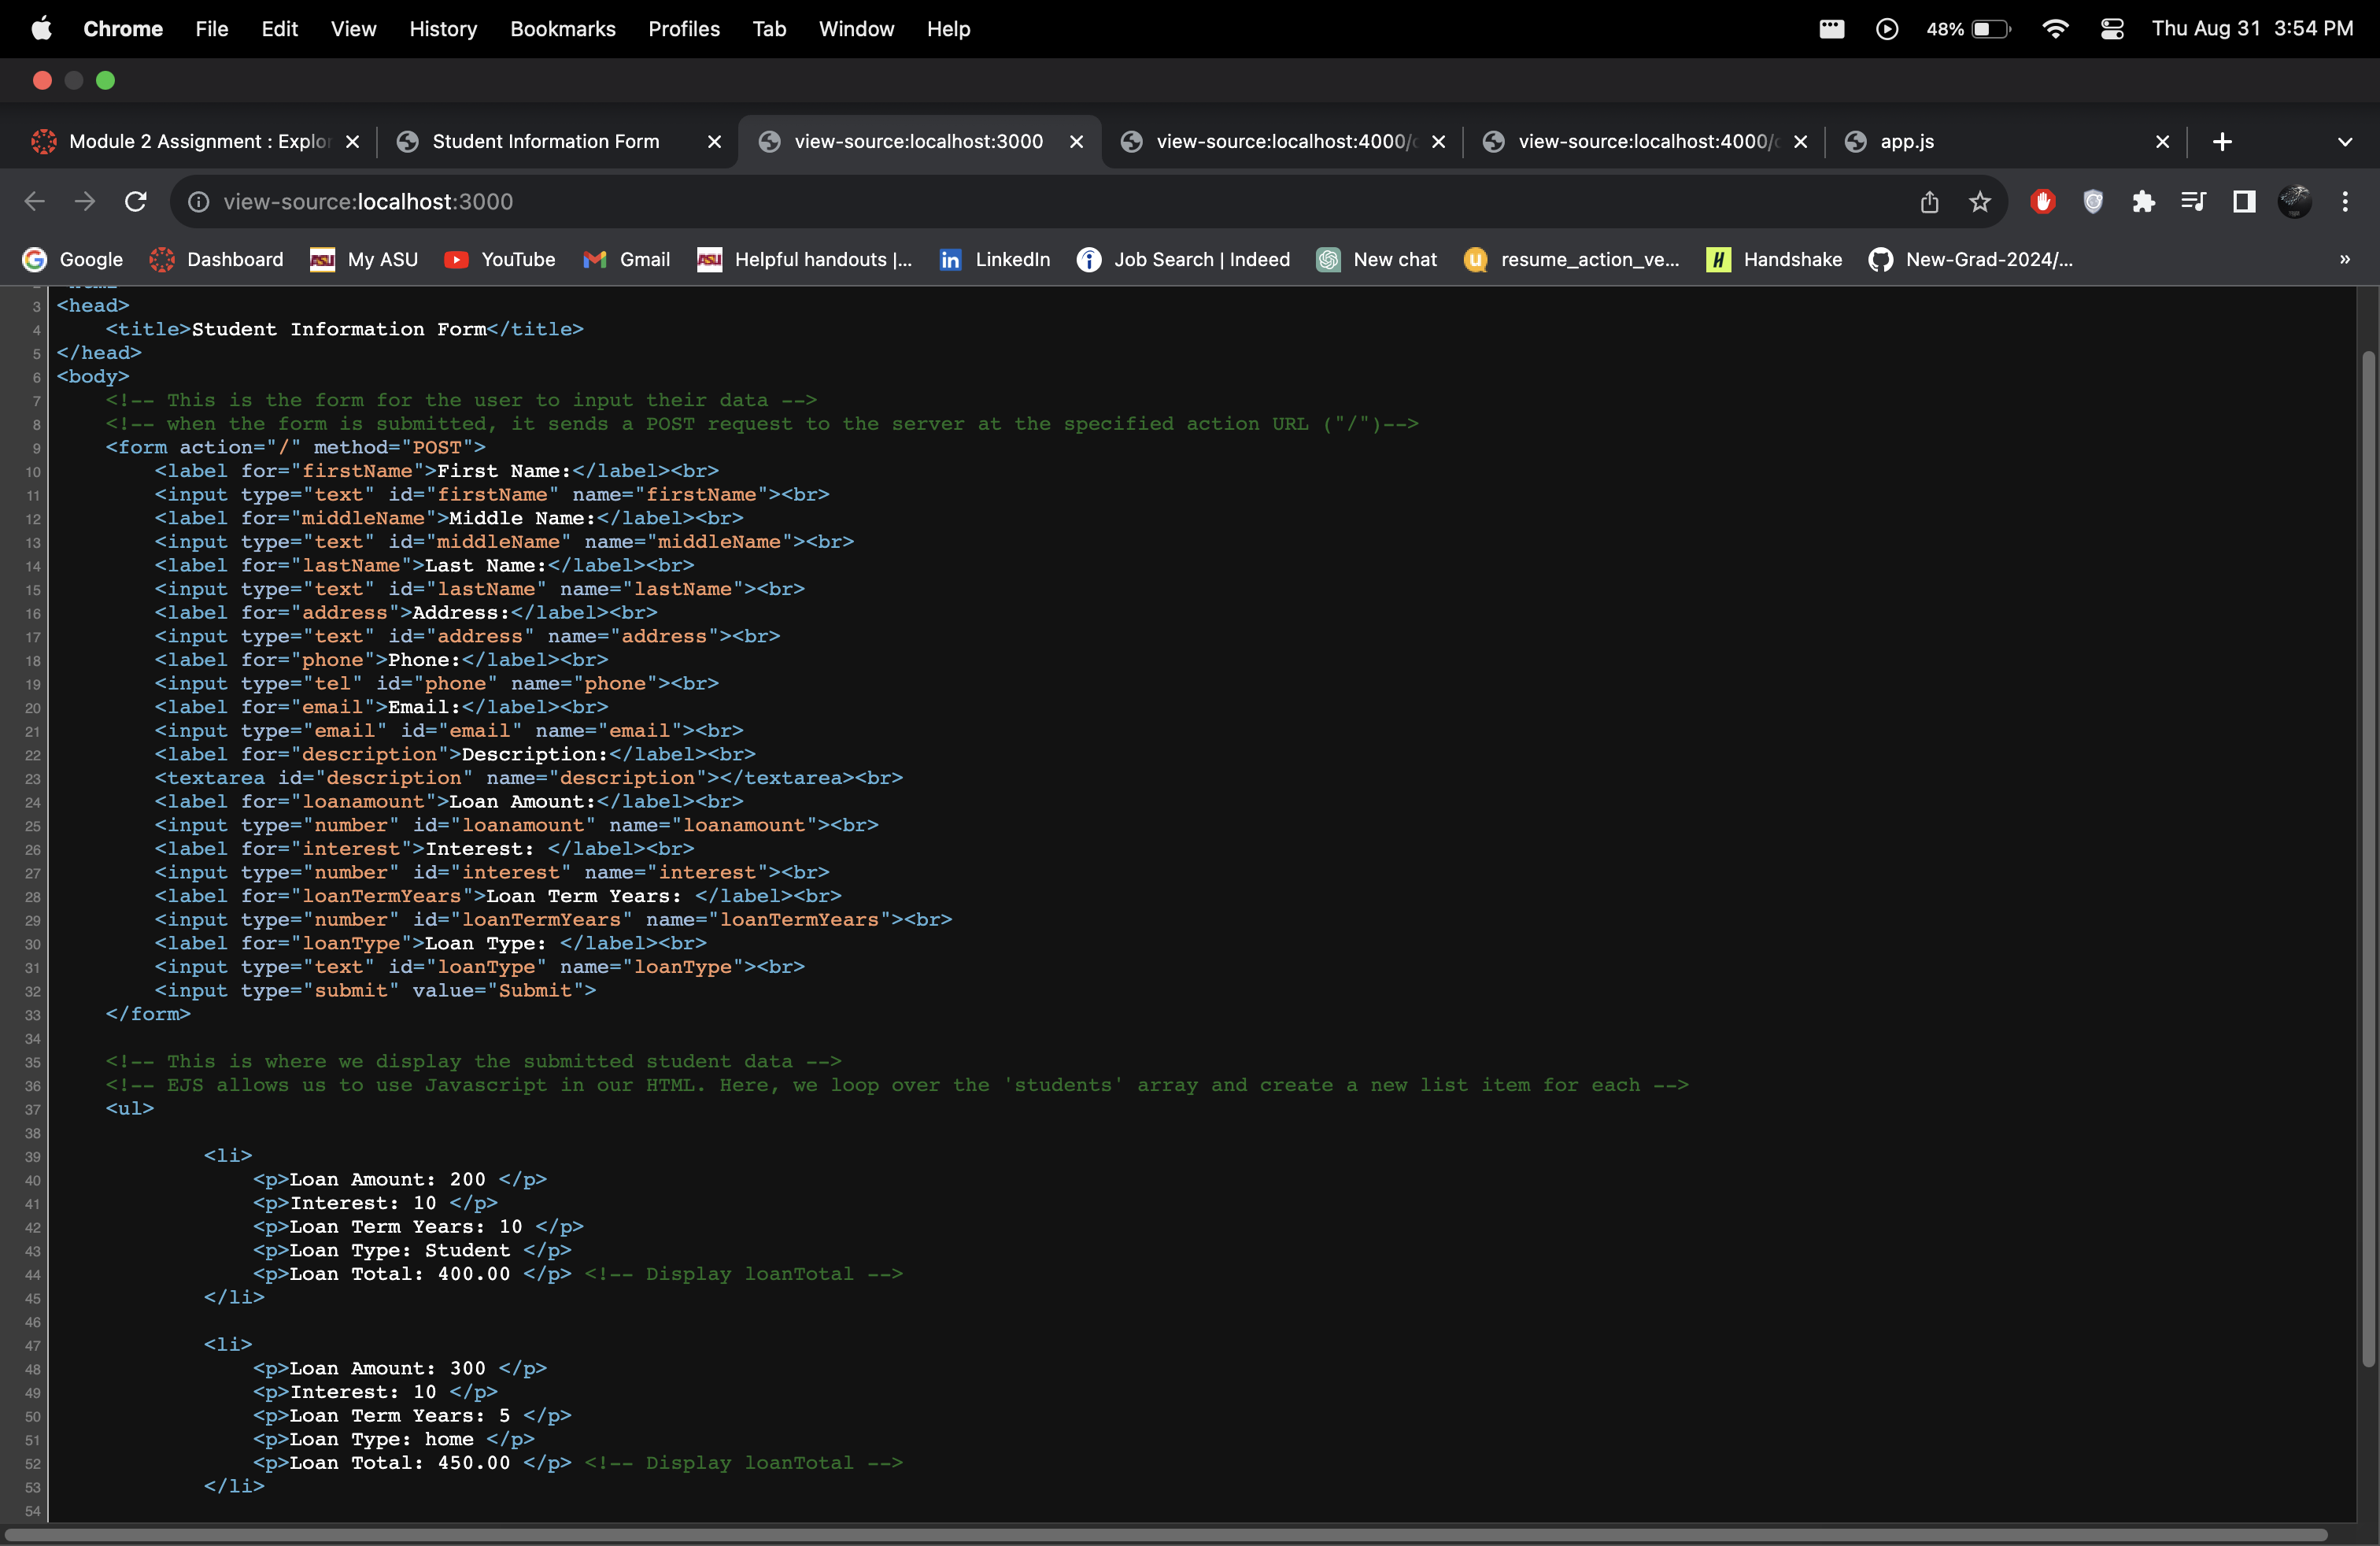 Chrome File Edit View History Bookmarks Profiles Tab Window Help 48% Thu Aug 31 3:54 PM
Module 2 Assignment : Explor Student Information Form view-source:localhost:3000 view-source:localhost:4000/ view-source:localhost:4000/ app.js
view-source:localhost:3000
Google Dashboard My ASU YouTube Gmail Helpful handouts |... LinkedIn Job Search | Indeed New chat resume_action_ve... Handshake New-Grad-2024/... »
3 <head>
4 <title>Student Information Form</title>
5 </head>
6 <body>
7 <!-- This is the form for the user to input their data -->
8 <!-- when the form is submitted, it sends a POST request to the server at the specified action URL ("/")-->
9 <form action="/" method="POST">
10 <label for="firstName">First Name:</label><br>
11 <input type="text" id="firstName" name="firstName"><br>
12 <label for="middleName">Middle Name:</label><br>
13 <input type="text" id="middleName" name="middleName"><br>
14 <label for="lastName">Last Name:</label><br>
15 <input type="text" id="lastName" name="lastName"><br>
16 <label for="address">Address:</label><br>
17 <input type="text" id="address" name="address"><br>
18 <label for="phone">Phone:</label><br>
19 <input type="tel" id="phone" name="phone"><br>
20 <label for="email">Email:</label><br>
21 <input type="email" id="email" name="email"><br>
22 <label for="description">Description:</label><br>
23 <textarea id="description" name="description"></textarea><br>
24 <label for="loanamount">Loan Amount:</label><br>
25 <input type="number" id="loanamount" name="loanamount"><br>
26 <label for="interest">Interest: </label><br>
27 <input type="number" id="interest" name="interest"><br>
28 <label for="loanTermYears">Loan Term Years: </label><br>
29 <input type="number" id="loanTermYears" name="loanTermYears"><br>
30 <label for="loanType">Loan Type: </label><br>
31 <input type="text" id="loanType" name="loanType"><br>
32 <input type="submit" value="Submit">
33 </form>
34
35 <!-- This is where we display the submitted student data -->
36 <!-- EJS allows us to use Javascript in our HTML. Here, we loop over the 'students' array and create a new list item for each -->
37 <ul>
38
39 <li>
40 <p>Loan Amount: 200 </p>
41 <p>Interest: 10 </p>
42 <p>Loan Term Years: 10 </p>
43 <p>Loan Type: Student </p>
44 <p>Loan Total: 400.00 </p> <!-- Display loanTotal -->
45 </li>
46
47 <li>
48 <p>Loan Amount: 300 </p>
49 <p>Interest: 10 </p>
50 <p>Loan Term Years: 5 </p>
51 <p>Loan Type: home </p>
52 <p>Loan Total: 450.00 </p> <!-- Display loanTotal -->
53 </li>
54